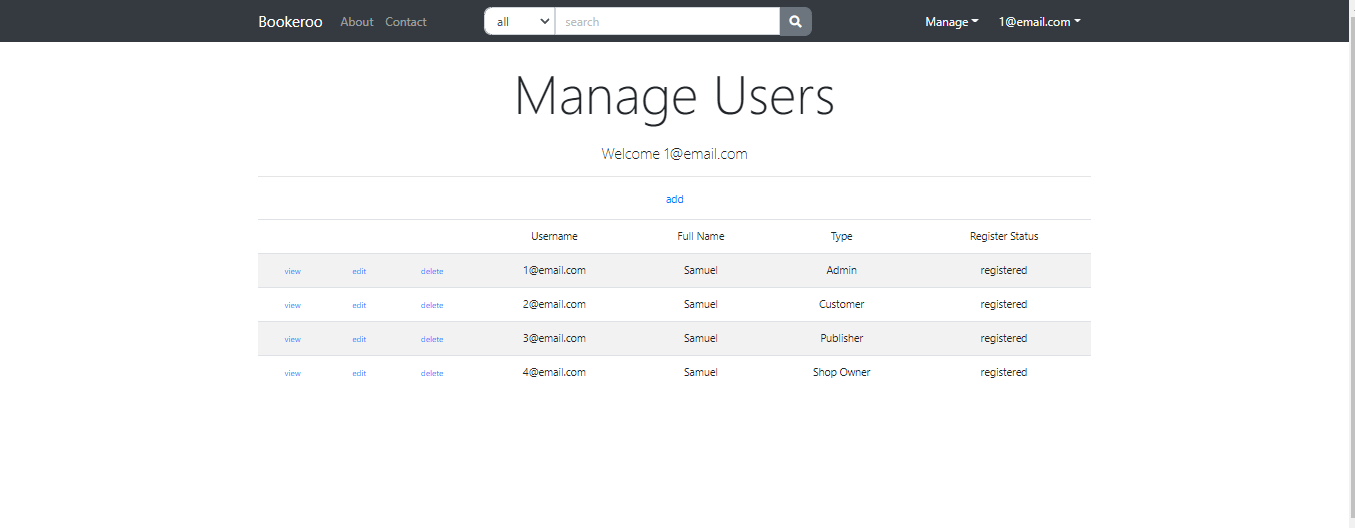 Bookeroo About Contact all search Manage 1@email.com
Manage Users
Welcome 1@email.com
add
Username Full Name Type Register Status
view edit delete 1@email.com Samuel Admin registered
view edit delete 2@email.com Samuel Customer registered
view edit delete 3@email.com Samuel Publisher registered
view edit delete 4@email.com Samuel Shop Owner registered